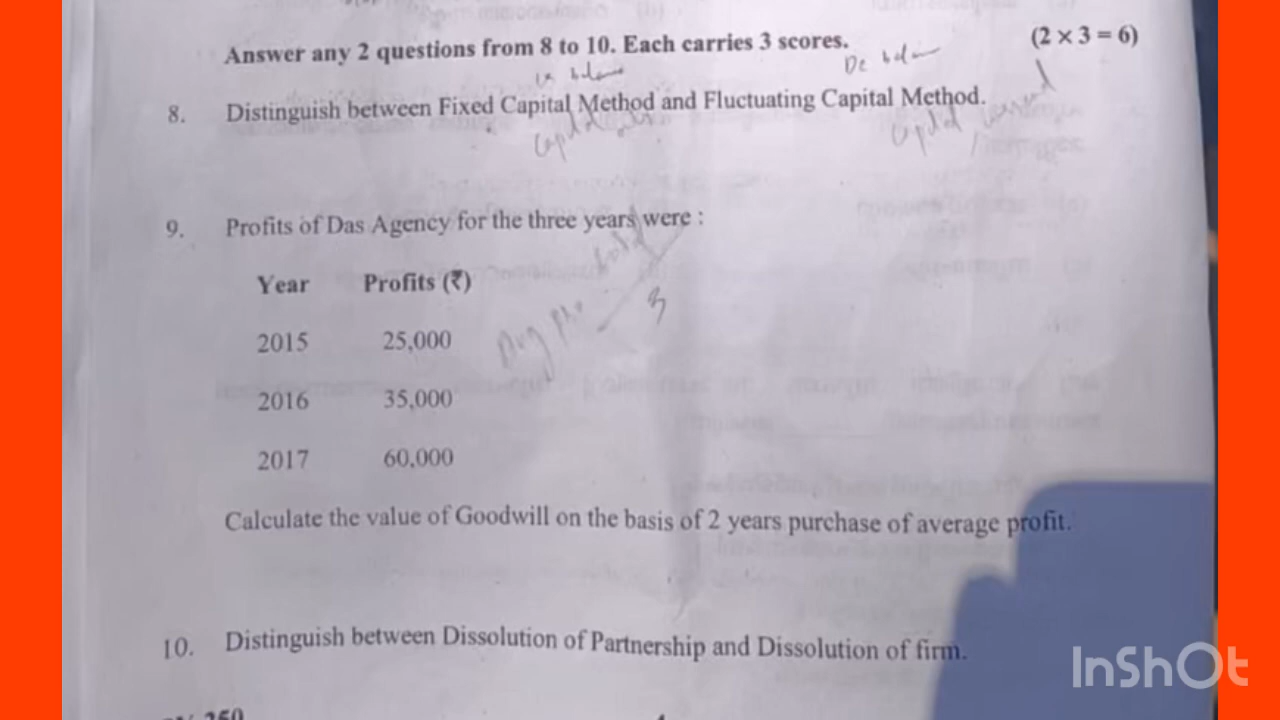 Answer any 2 questions from 8 to 10. Each carries 3 scores. (2 × 3 = 6)
8. Distinguish between Fixed Capital Method and Fluctuating Capital Method.
9. Profits of Das Agency for the three years were :
Year Profits (₹)
2015 25,000
3
2016 35,000
2017 60,000
Calculate the value of Goodwill on the basis of 2 years purchase of average profit.
10. Distinguish between Dissolution of Partnership and Dissolution of firm.
InShOt